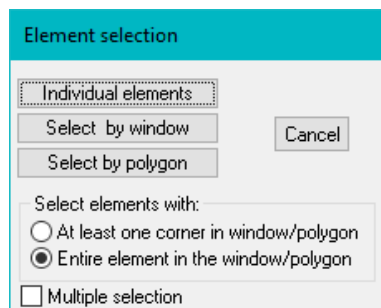 Element selection
Individual elements
Select by window
Cancel
Select by polygon
Select elements with:
At least one corner in window/polygon
Entire element in the window/polygon
Multiple selection